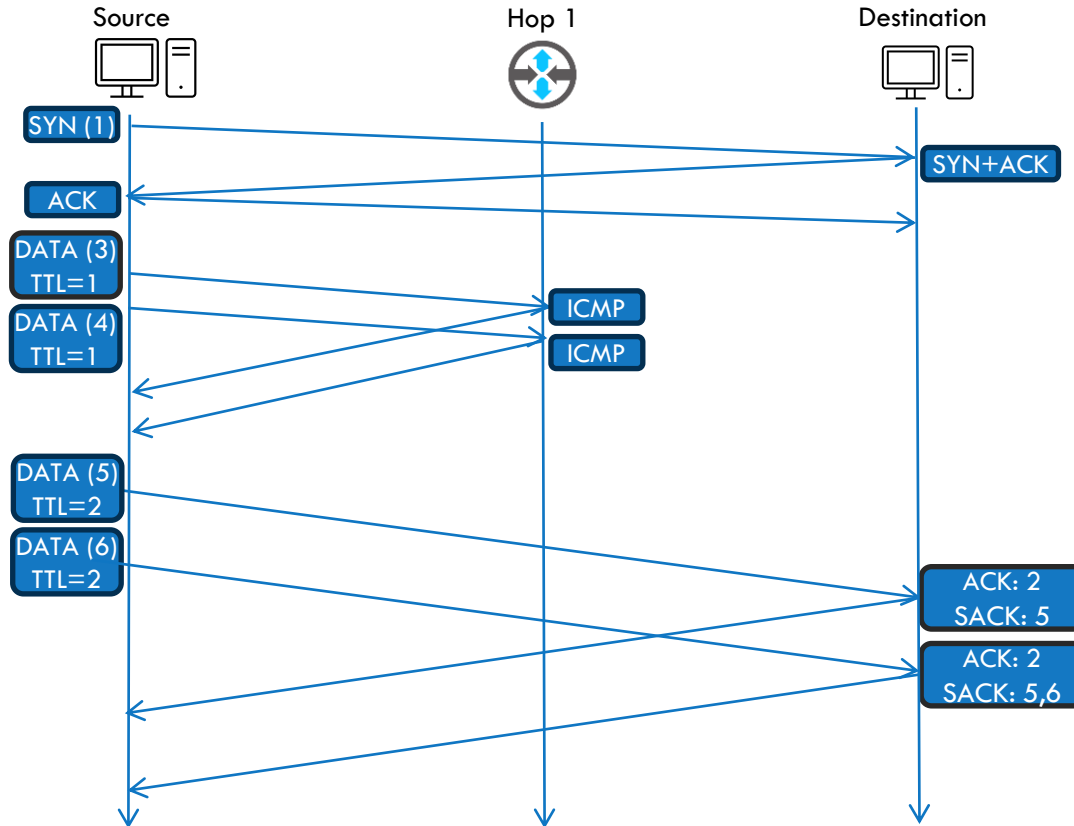 Source
Hop 1
Destination
SYN (1)
SYN+ACK
ACK
DATA (3)
TTL=1
ICMP
DATA (4)
TTL=1
ICMP
DATA (5)
TTL=2
DATA (6)
TTL=2
ACK: 2
SACK: 5
ACK: 2
SACK: 5,6